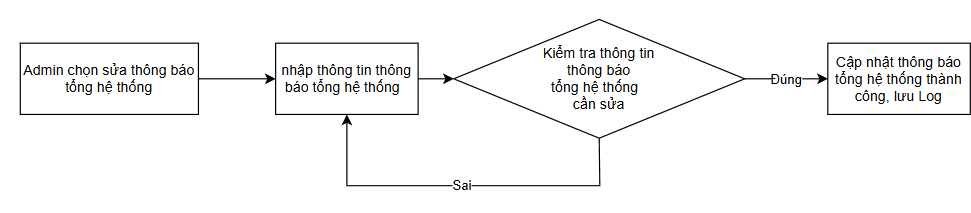 Admin chọn sửa thông báo
tổng hệ thống
nhập thông tin thông
báo tổng hệ thống
Kiểm tra thông tin
thông báo
tổng hệ thống
cần sửa
Đúng
Cập nhật thông báo
tổng hệ thống thành
công, lưu Log
Sai